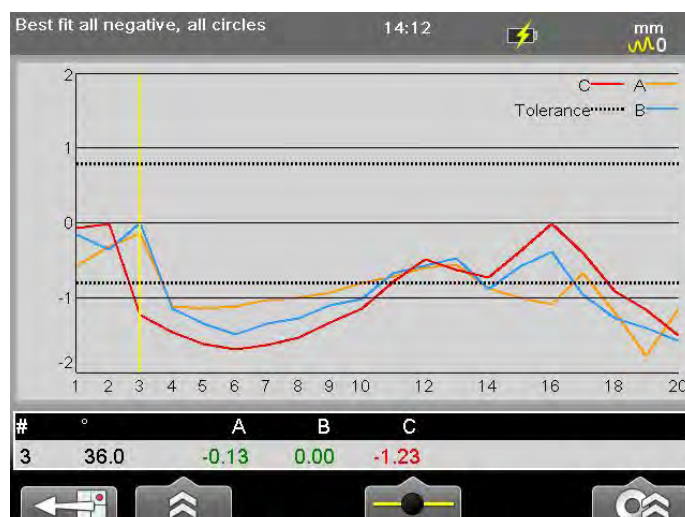 Best fit all negative, all circles 14:12 mm
0
2
C A
Tolerance B
1
0
-1
-2
1 2 3 4 5 6 7 8 9 10 12 14 16 18 20
# ° A B C
3 36.0 -0.13 0.00 -1.23